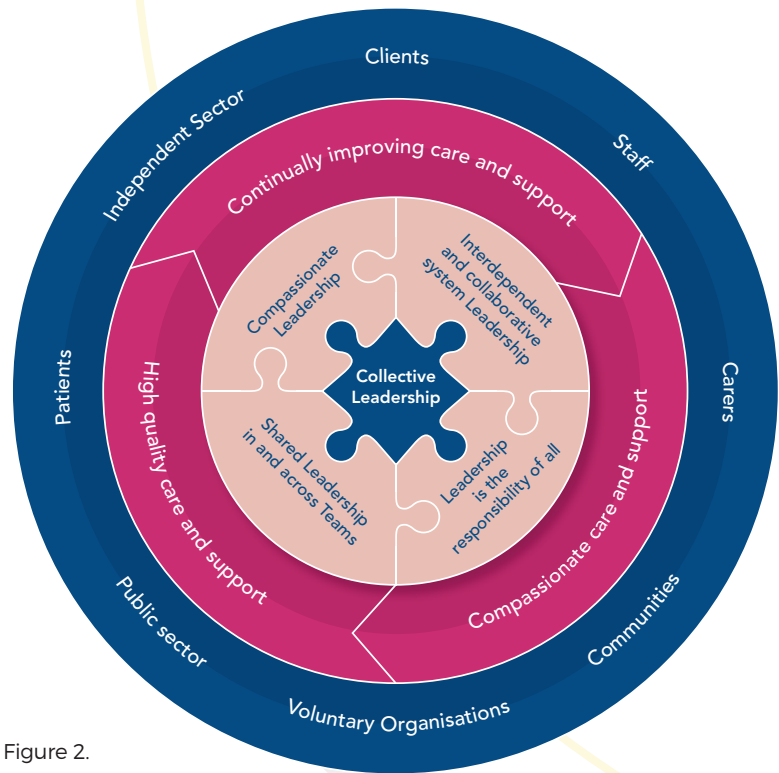 Clients
Staff
Carers
Communities
Voluntary Organisations
Public sector
Patients
Independent Sector
Continually improving care and support
Compassionate care and support
High quality care and support
Compassionate
Leadership
Interdependent
and collaborative
system Leadership
Leadership
is the
responsibility of all
Shared Leadership
in and across Teams
Collective
Leadership
Figure 2.